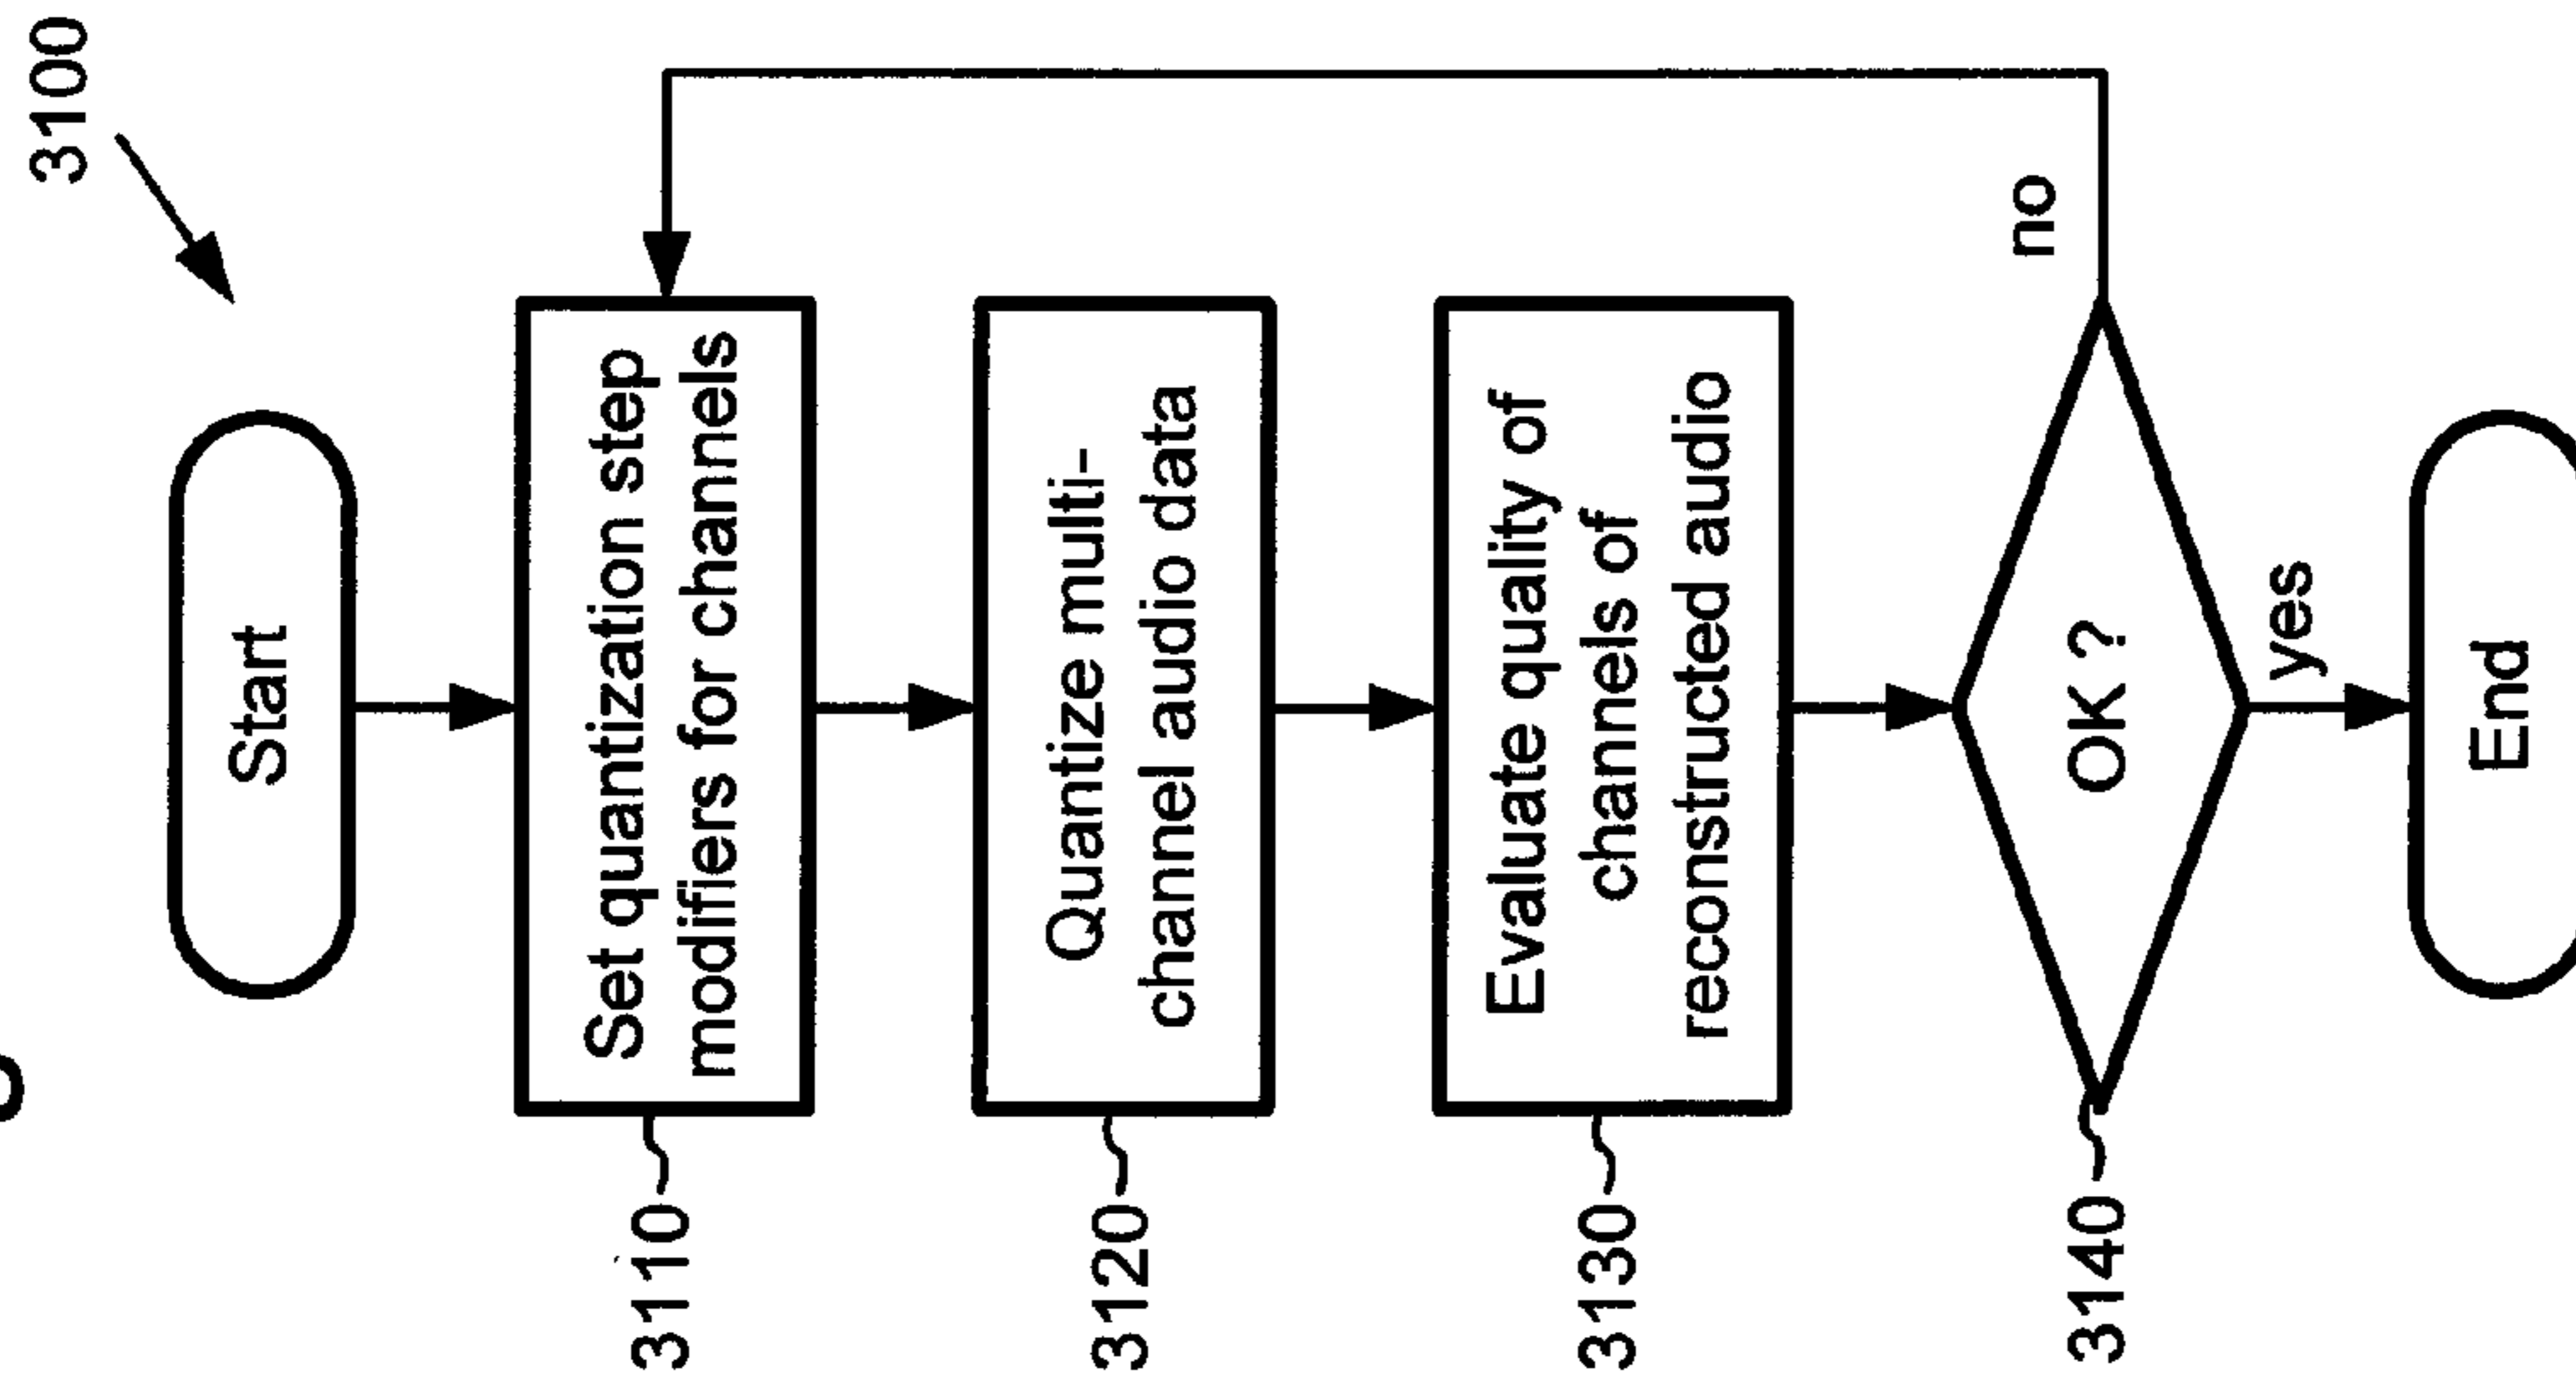 3100
Start
Set quantization step
modifiers for channels
3110
Quantize multi-
channel audio data
3120
Evaluate quality of
channels of
reconstructed audio
3130
OK ?
no
3140
yes
End